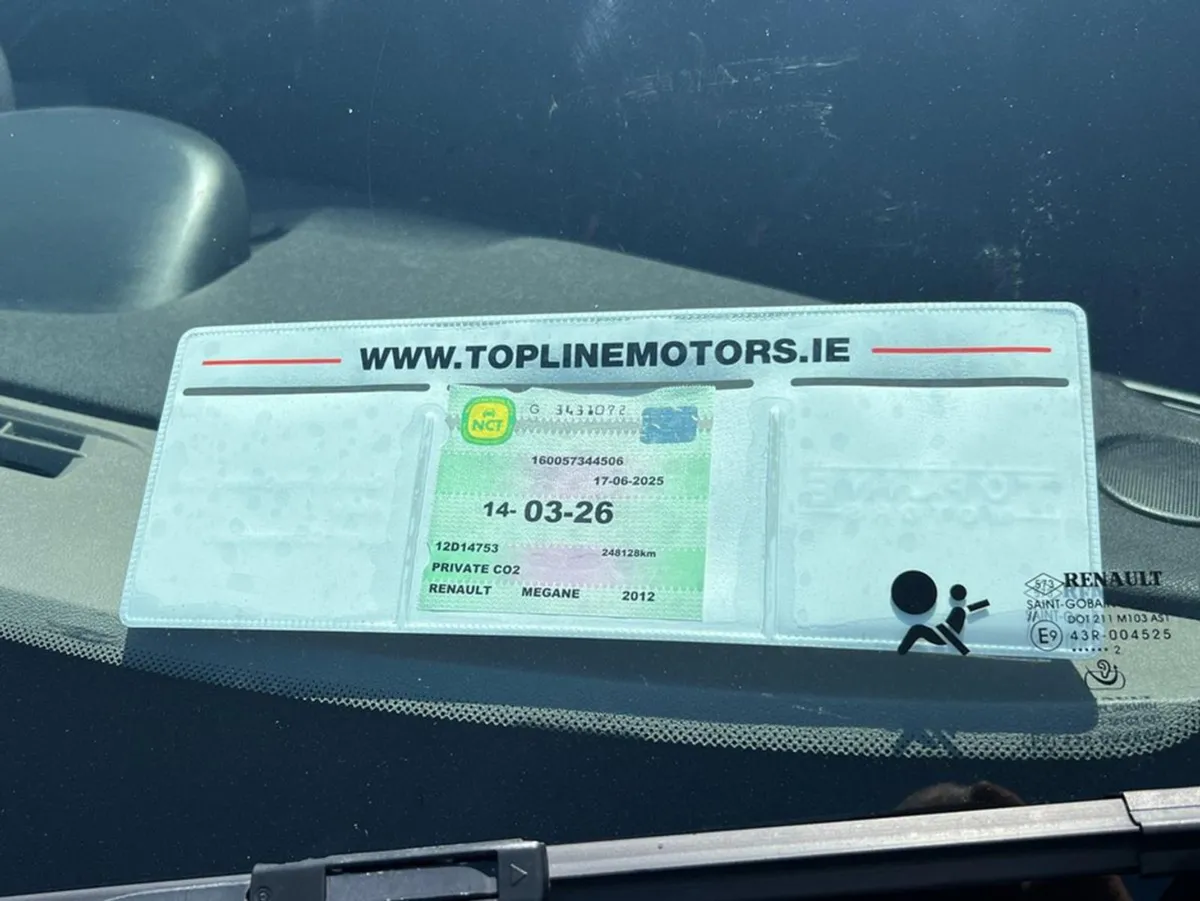 WWW.TOPLINEMOTORS.IE
NCT
G 3431072
160057344506
17-06-2025
14-03-26
12D14753
248128km
PRIVATE CO2
RENAULT MEGANE 2012
573 RENAULT
SAINT-GOBAIN
DOT 211 M103 AS1
E9 43R-004525
...... 2